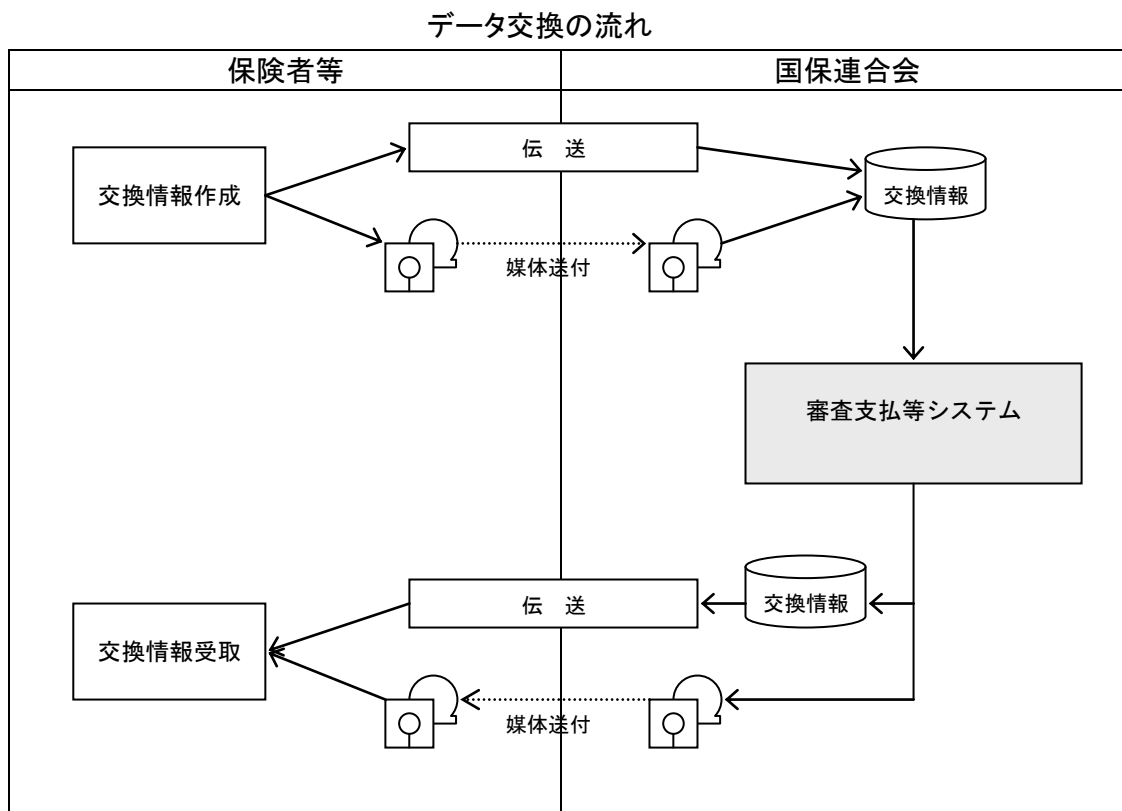 データ交換の流れ
保険者等
国保連合会
伝　送
交換情報作成
交換情報
媒体送付
審査支払等システム
伝　送
交換情報
交換情報受取
媒体送付